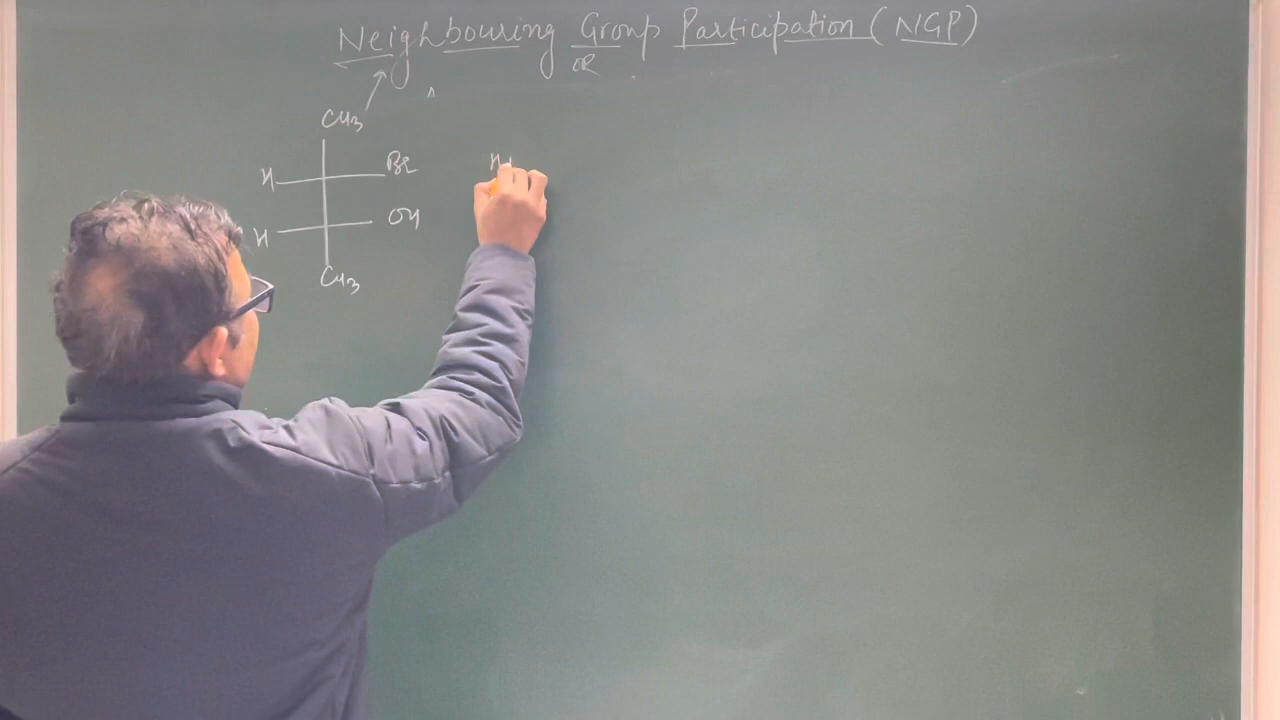 Neighbouring Group Participation (NGP)
OR
CH3
H Br
H OH
CH3
H